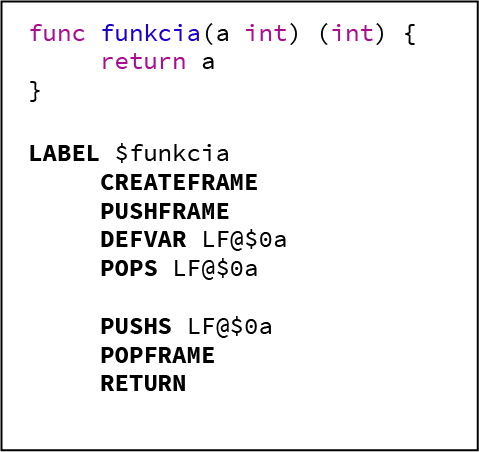 func funkcia(a int) (int) {
return a
}
LABEL $funkcia
CREATEFRAME
PUSHFRAME
DEFVAR LF@$0a
POPS LF@$0a
PUSHS LF@$0a
POPFRAME
RETURN